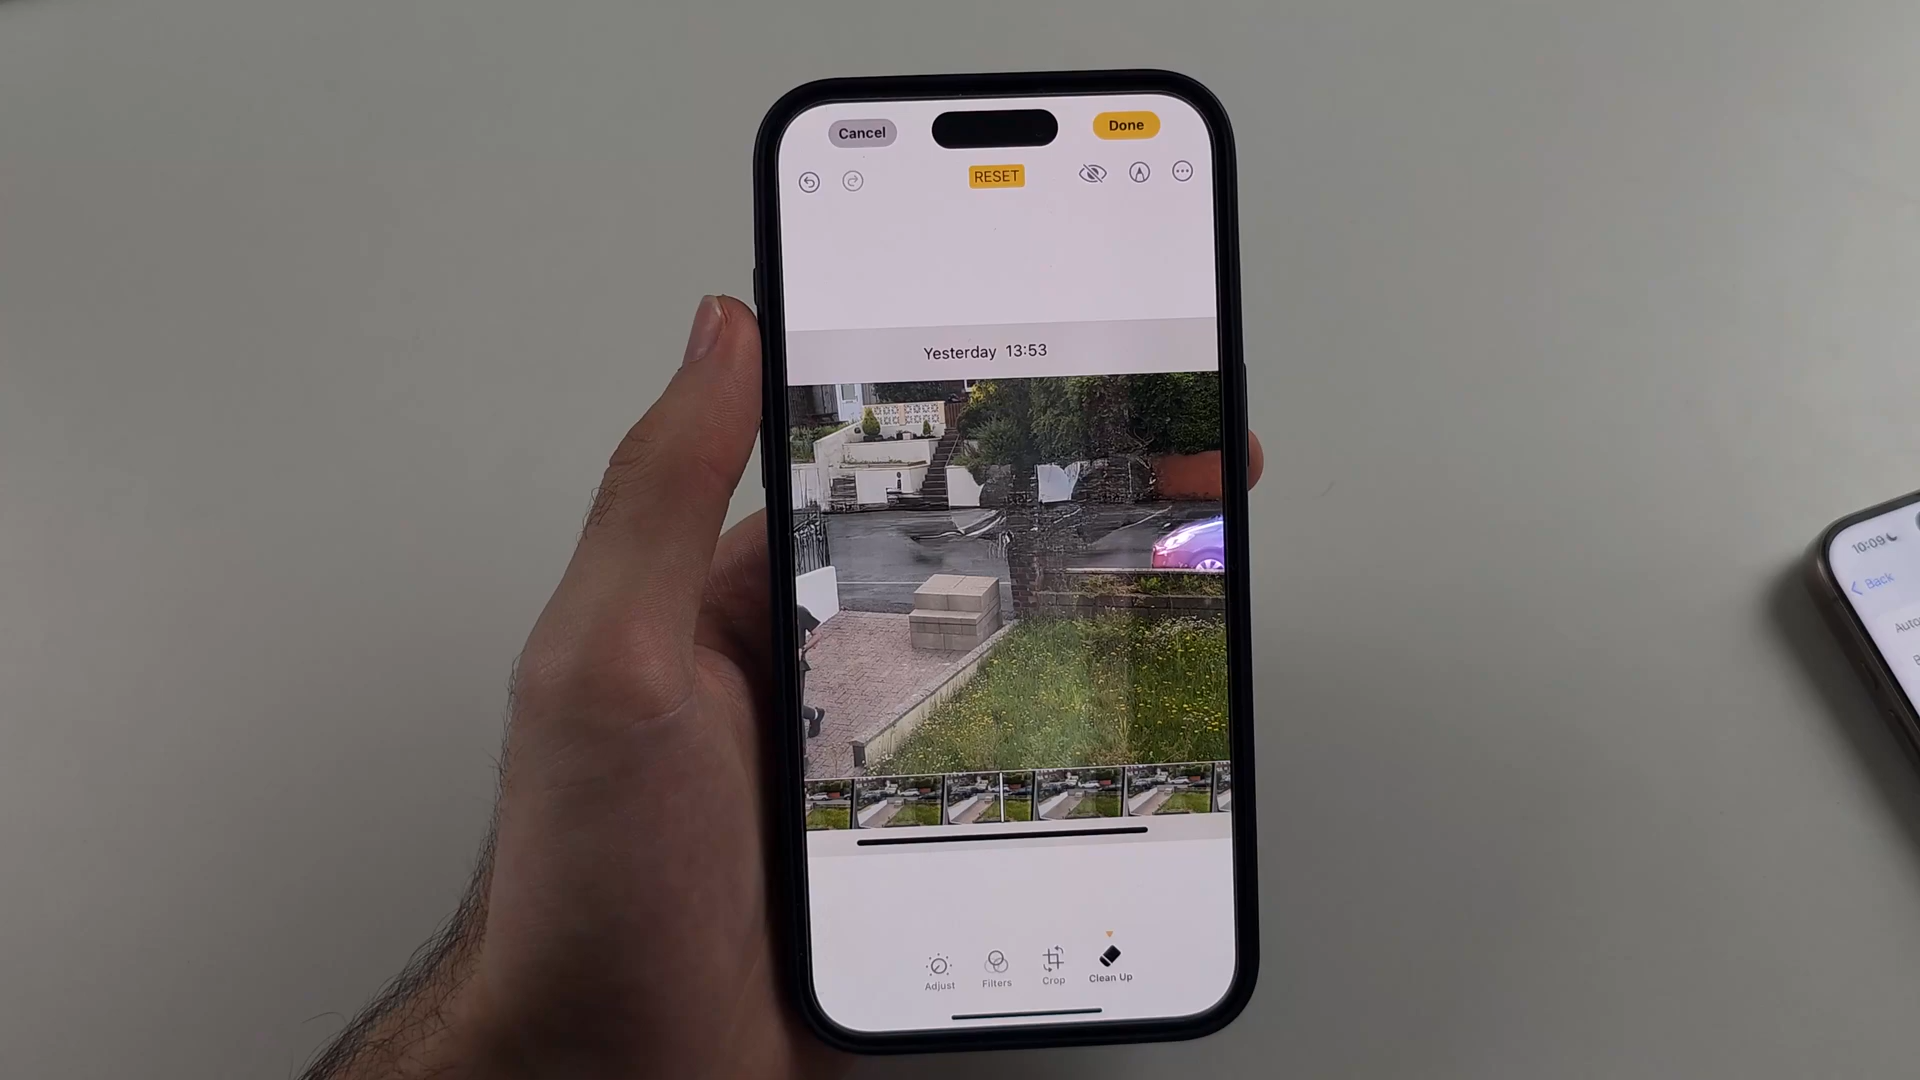 Cancel
Done
RESET
Yesterday 13:53
Adjust
Filters
Crop
Clean Up
10:09
Back